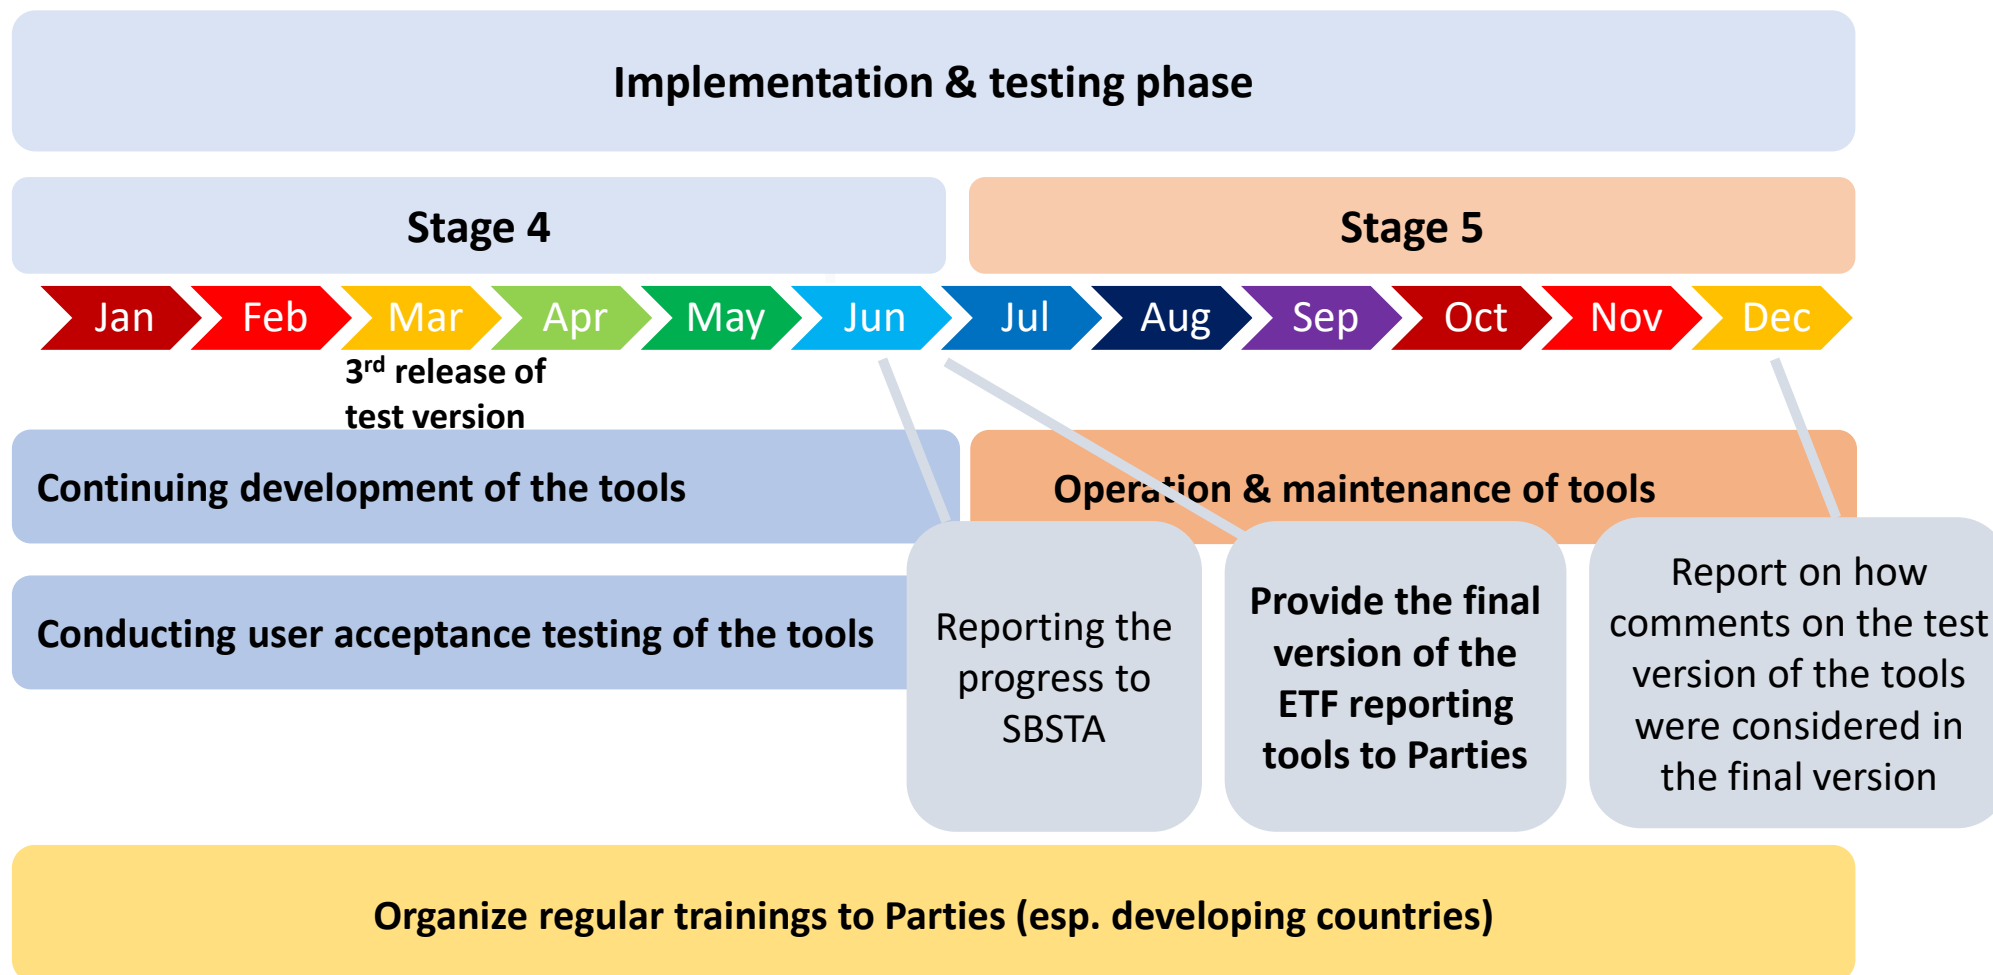 Implementation & testing phase
Stage 4
Stage 5
Jan
Feb
Mar
Apr
May
Jun
Jul
Aug
Sep
Oct
Nov
Dec
3rd release of
test version
Continuing development of the tools
Operation & maintenance of tools
Conducting user acceptance testing of the tools
Reporting the
progress to
SBSTA
Provide the final
version of the
ETF reporting
tools to Parties
Report on how
comments on the test
version of the tools
were considered in
the final version
Organize regular trainings to Parties (esp. developing countries)